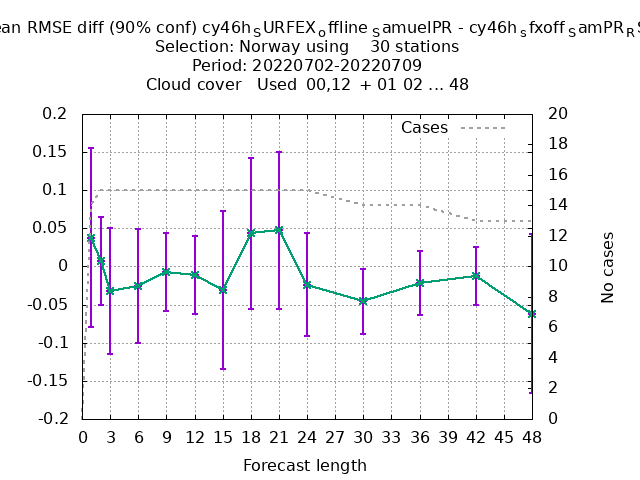 ean RMSE diff (90% conf) cy46hSURFEXoffline SamuelPR - cy46hsfxoffSamPRR
Selection: Norway using 30 stations
Period: 20220702-20220709
Cloud cover Used 00,12 + 01 02 ... 48
Cases
0.2
0.15
0.1
0.05
0
-0.05
-0.1
-0.15
-0.2
20
18
16
14
12
10
8
6
4
2
0
No cases
0 3 6 9 12 15 18 21 24 27 30 33 36 39 42 45 48
Forecast length